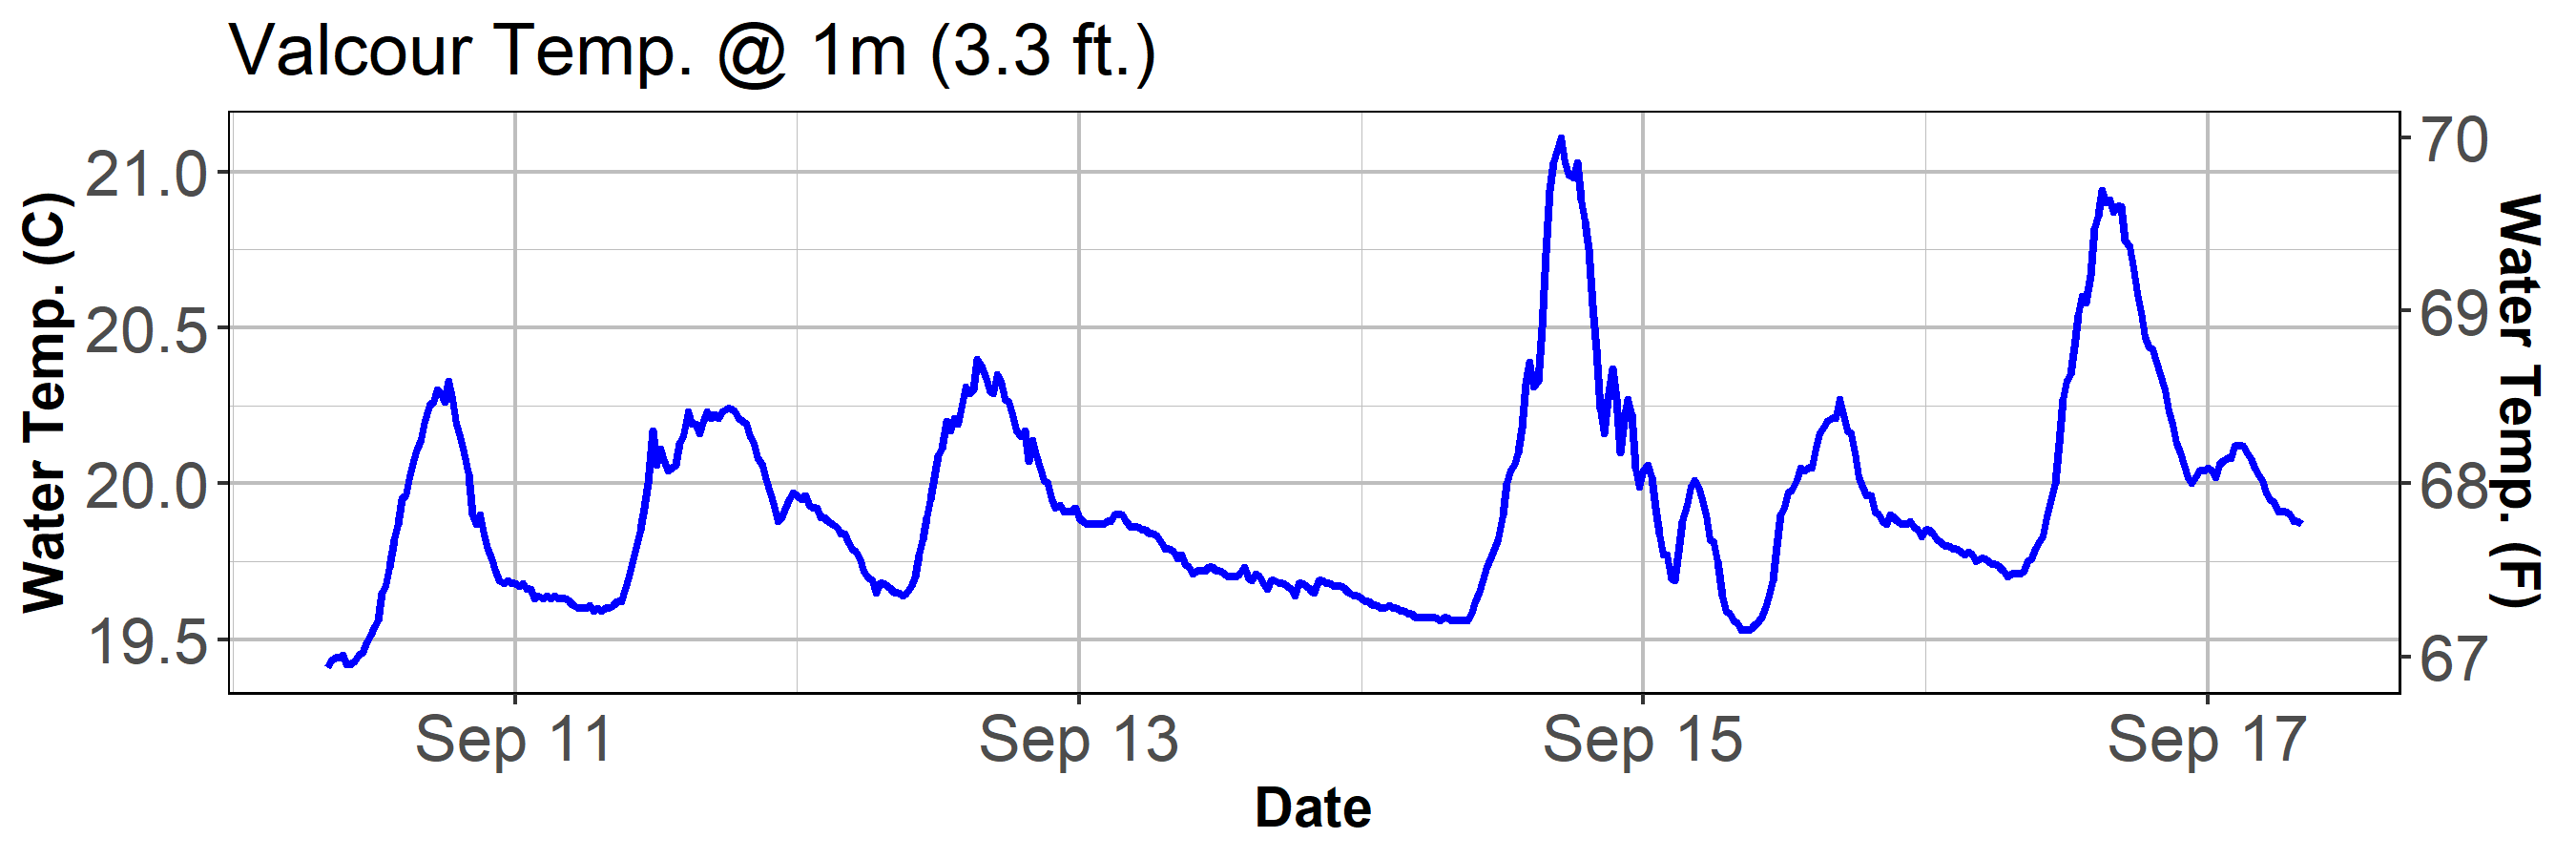 Valcour Temp. @ 1m (3.3 ft.)
Water Temp. (C)
21.0
20.5
20.0
19.5
70
69
68
67
Water Temp. (F)
Sep 11
Sep 13
Sep 15
Sep 17
Date